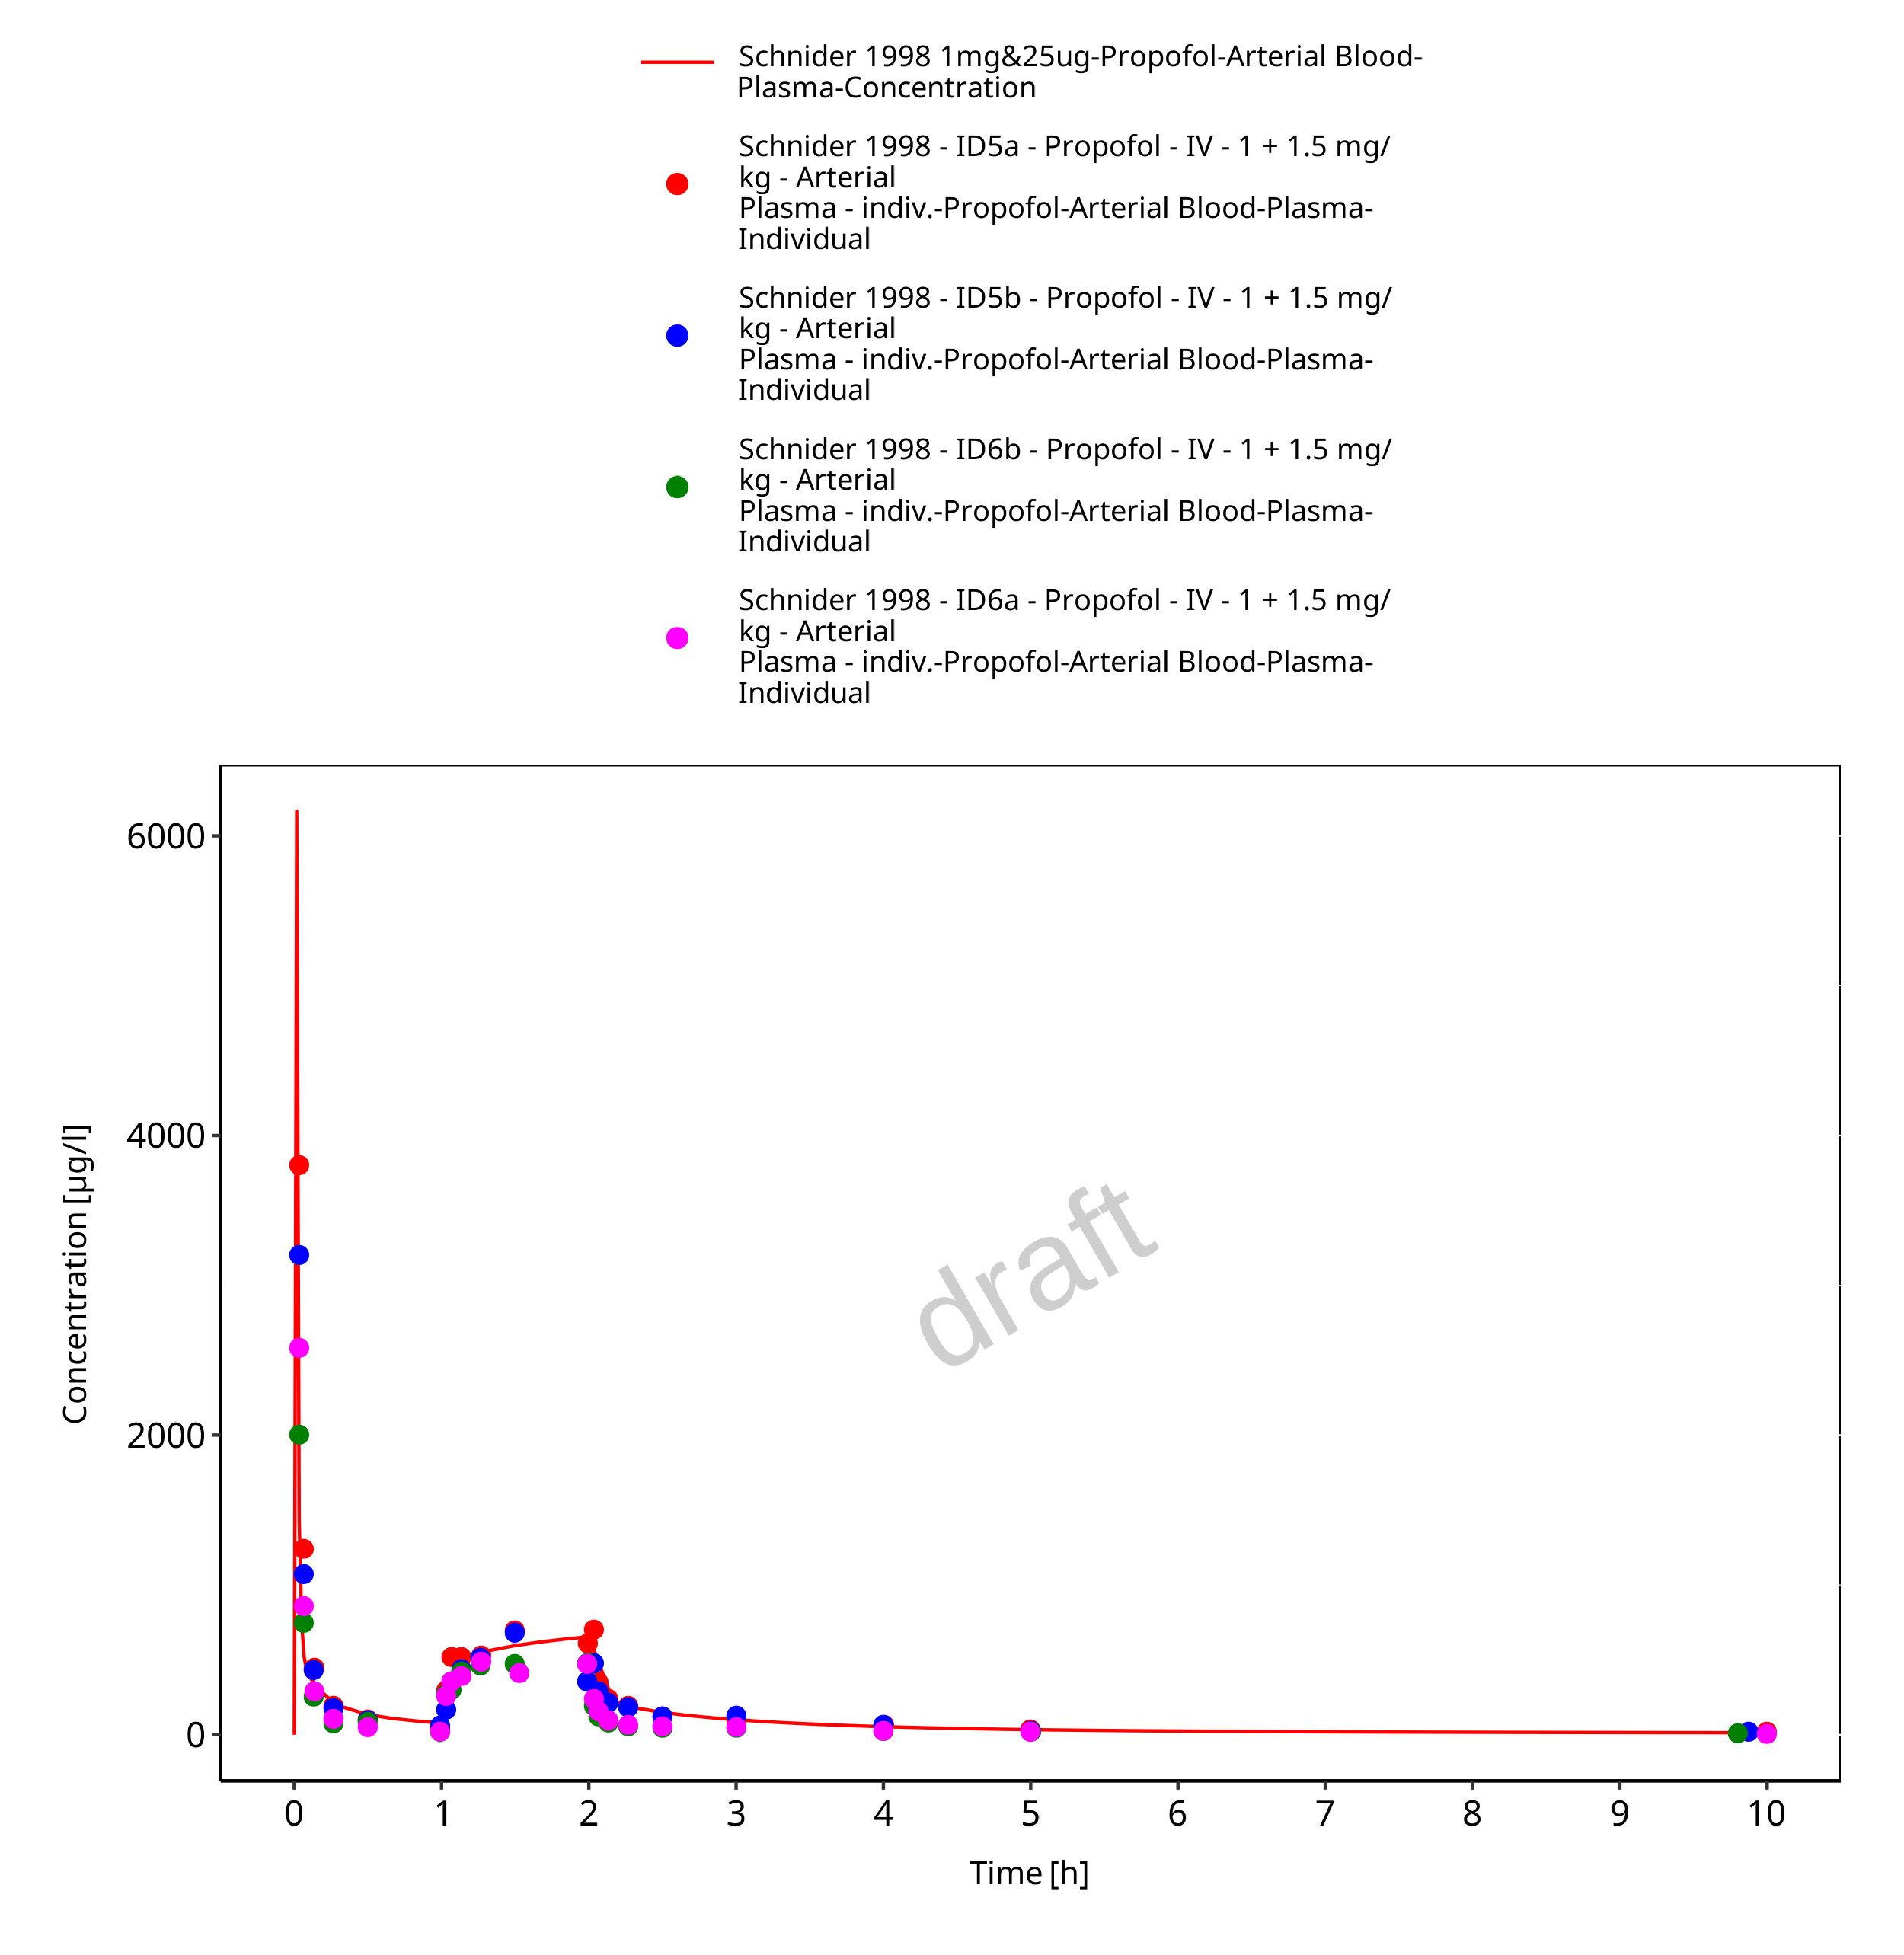 Schnider 1998 1mg&25ug-Propofol-Arterial Blood-
Plasma-Concentration
Schnider 1998 - ID5a - Propofol - IV - 1 + 1.5 mg/
kg - Arterial
Plasma - indiv.-Propofol-Arterial Blood-Plasma-
Individual
Schnider 1998 - ID5b - Propofol - IV - 1 + 1.5 mg/
kg - Arterial
Plasma - indiv.-Propofol-Arterial Blood-Plasma-
Individual
Schnider 1998 - ID6b - Propofol - IV - 1 + 1.5 mg/
kg - Arterial
Plasma - indiv.-Propofol-Arterial Blood-Plasma-
Individual
Schnider 1998 - ID6a - Propofol - IV - 1 + 1.5 mg/
kg - Arterial
Plasma - indiv.-Propofol-Arterial Blood-Plasma-
Individual
6000
4000
2000
0
Concentration [µg/l]
draft
0 1 2 3 4 5 6 7 8 9 10
Time [h]